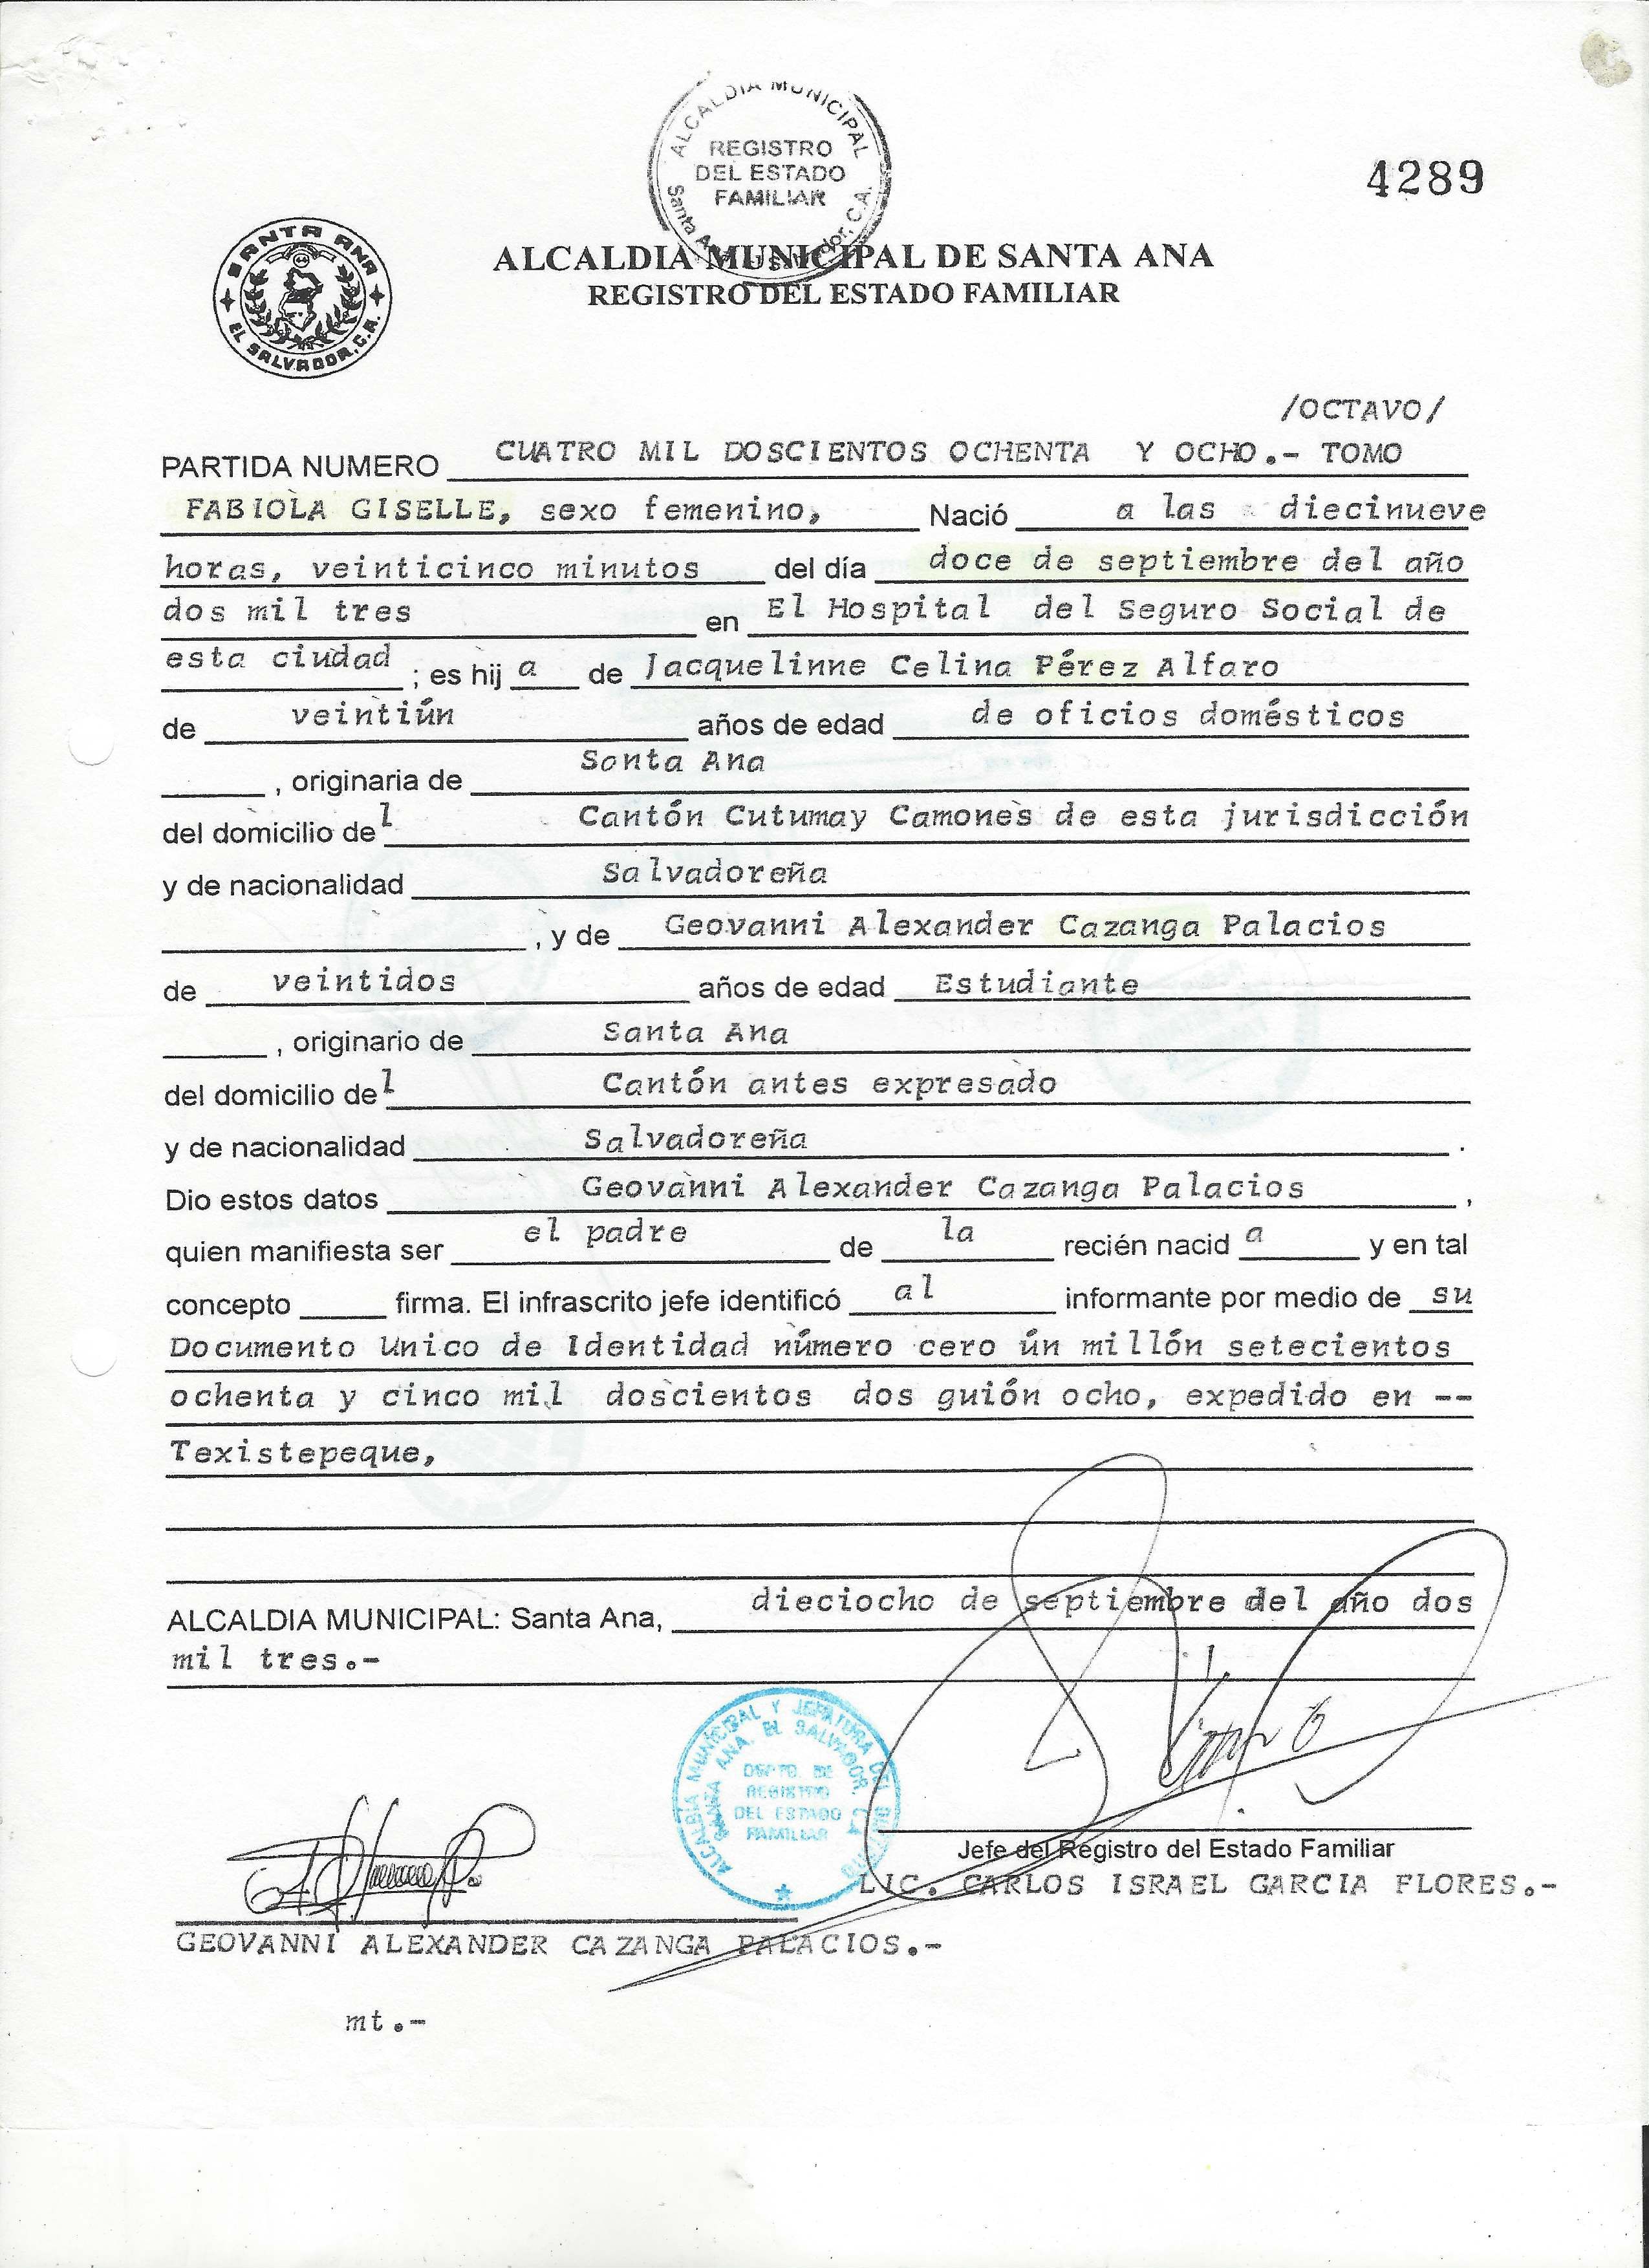 ALCALDIA MUNICIPAL
REGISTRO
DEL ESTADO
FAMILIAR
4289
SANTA ANA
EL SALVADOR, C.A.
ALCALDIA MUNICIPAL DE SANTA ANA
REGISTRO DEL ESTADO FAMILIAR
/OCTAVO/
PARTIDA NUMERO CUATRO MIL DOSCIENTOS OCHENTA Y OCHO.- TOMO
FABIOLA GISELLE, sexo femenino, Nació a las diecinueve
horas, veinticinco minutos del día doce de septiembre del año
dos mil tres en El Hospital del Seguro Social de
esta ciudad ; es hij a de Jacquelinne Celina Pérez Alfaro
de veintiún años de edad de oficios domésticos
, originaria de Santa Ana
del domicilio de l Cantón Cutumay Camones de esta jurisdicción
y de nacionalidad Salvadoreña
, y de Geovanni Alexander Cazanga Palacios
de veintidos años de edad Estudiante
, originario de Santa Ana
del domicilio de l Cantón antes expresado
y de nacionalidad Salvadoreña .
Dio estos datos Geovanni Alexander Cazanga Palacios ,
quien manifiesta ser el padre de la recién nacid a y en tal
concepto firma. El infrascrito jefe identificó al informante por medio de su
Documento Unico de Identidad número cero ún millón setecientos
ochenta y cinco mil doscientos dos guión ocho, expedido en --
Texistepeque,
ALCALDIA MUNICIPAL: Santa Ana, dieciocho de septiembre del año dos
mil tres.-
ALCALDIA MUNICIPAL Y JEFATURA DEL DISTRITO
SANTA ANA, EL SALVADOR, C.A.
DEPTO. DE
REGISTRO
DEL ESTADO
FAMILIAR
Jefe del Registro del Estado Familiar
LIC. CARLOS ISRAEL GARCIA FLORES.-
GEOVANNI ALEXANDER CAZANGA PALACIOS.-
mt.-